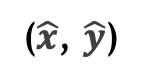 (x̂, ŷ)